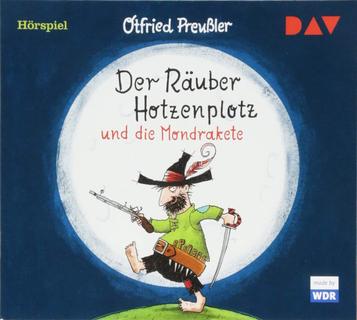 Hörspiel
Otfried Preußler
DAV
Der Räuber
Hotzenplotz
und die Mondrakete
made by
WDR